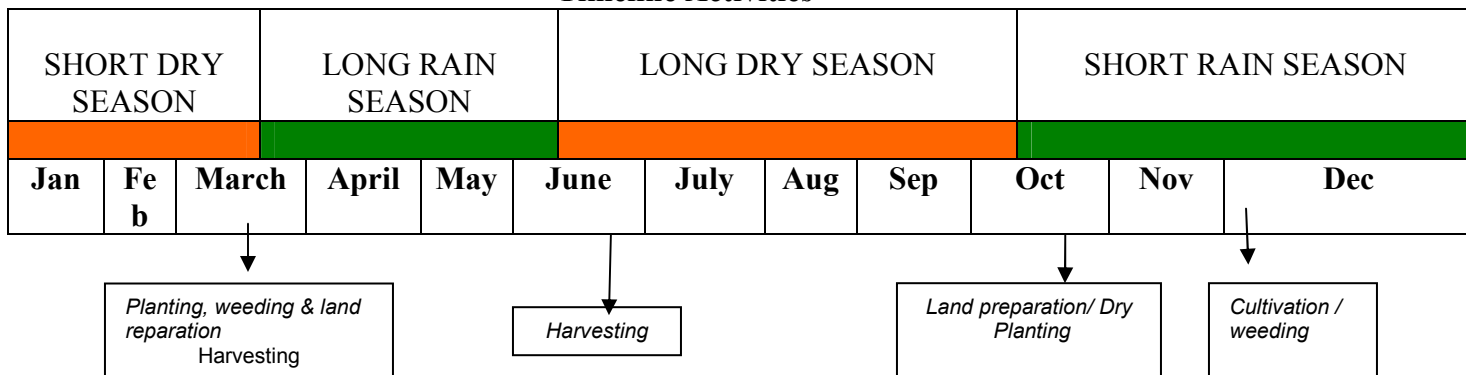 SHORT DRY
SEASON
LONG RAIN
SEASON
LONG DRY SEASON
SHORT RAIN SEASON
Jan
Fe
b
March
April
May
June
July
Aug
Sep
Oct
Nov
Dec
Planting, weeding & land
reparation
Harvesting
Harvesting
Land preparation/ Dry
Planting
Cultivation /
weeding